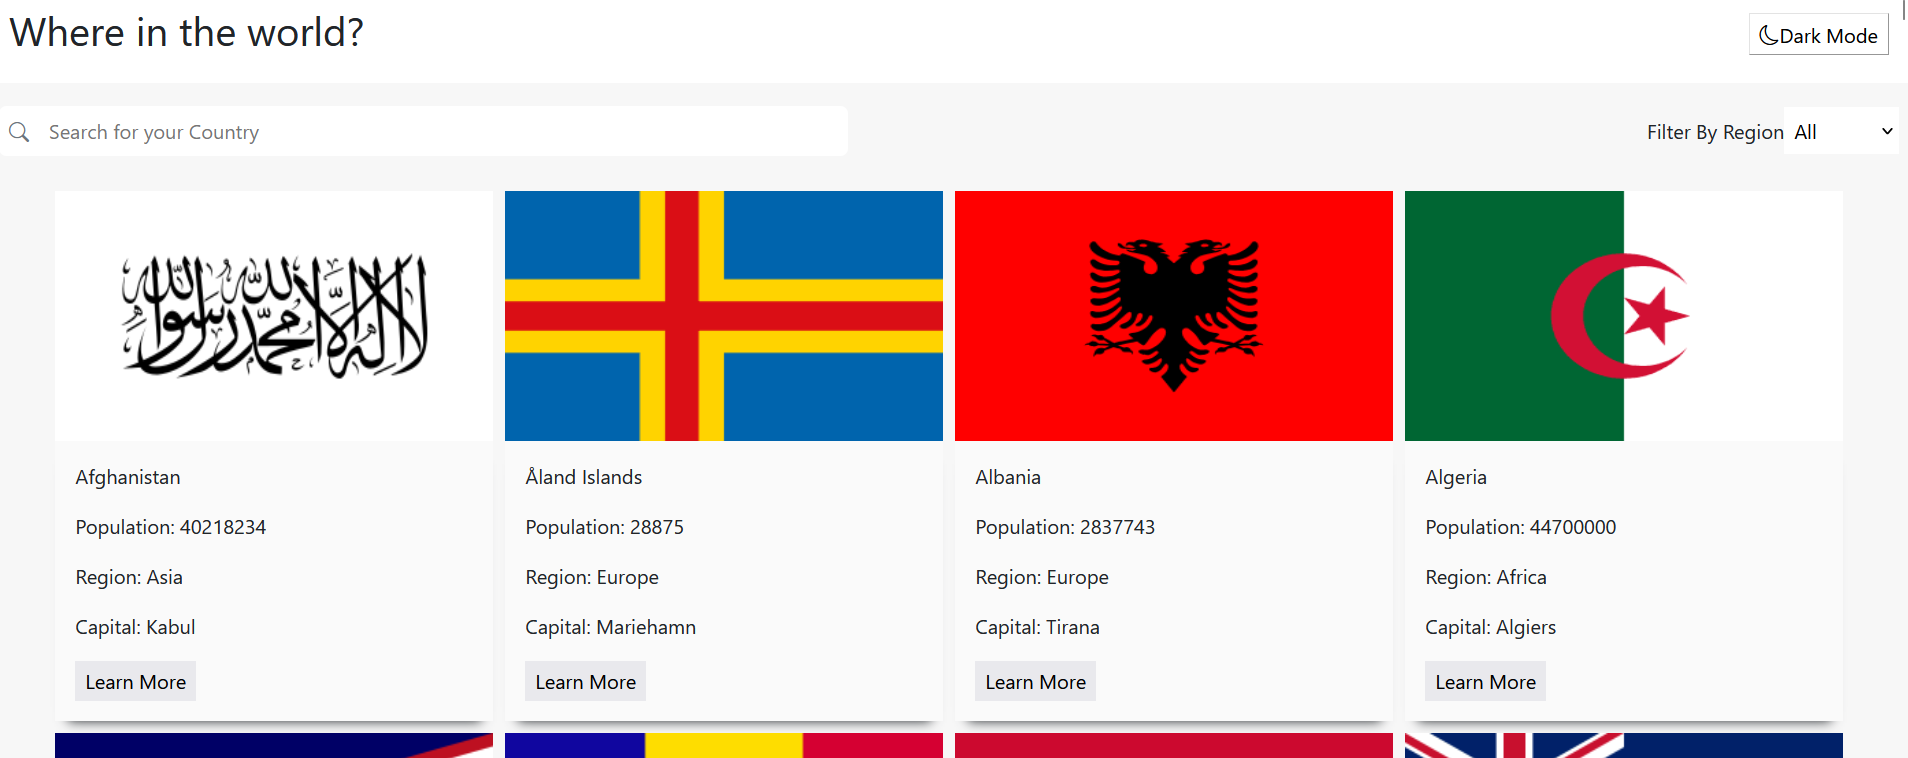 Where in the world?
Dark Mode
Search for your Country
Filter By Region All
لا إله إلا الله محمد رسول الله
Afghanistan
Population: 40218234
Region: Asia
Capital: Kabul
Learn More
Åland Islands
Population: 28875
Region: Europe
Capital: Mariehamn
Learn More
Albania
Population: 2837743
Region: Europe
Capital: Tirana
Learn More
Algeria
Population: 44700000
Region: Africa
Capital: Algiers
Learn More